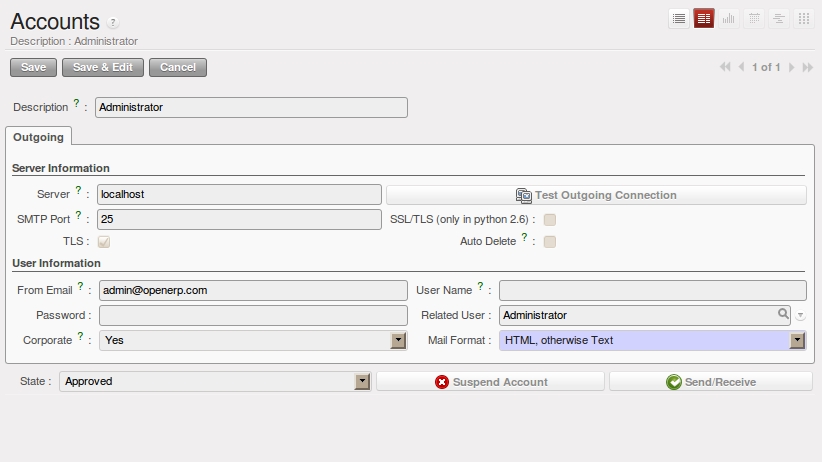 Accounts ?
Description : Administrator
Save Save & Edit Cancel 1 of 1
Description ? : Administrator
Outgoing
Server Information
Server ? : localhost Test Outgoing Connection
SMTP Port ? : 25 SSL/TLS (only in python 2.6) :
TLS : Auto Delete ? :
User Information
From Email ? : admin@openerp.com User Name ? :
Password : Related User : Administrator
Corporate ? : Yes Mail Format : HTML, otherwise Text
State : Approved Suspend Account Send/Receive